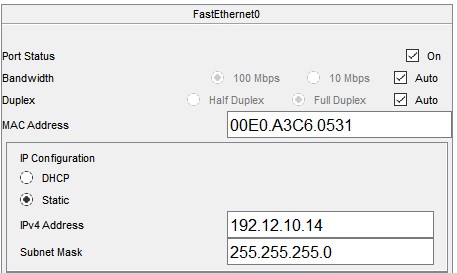 FastEthernet0
Port Status On
Bandwidth 100 Mbps 10 Mbps Auto
Duplex Half Duplex Full Duplex Auto
MAC Address 00E0.A3C6.0531
IP Configuration
DHCP
Static
IPv4 Address 192.12.10.14
Subnet Mask 255.255.255.0